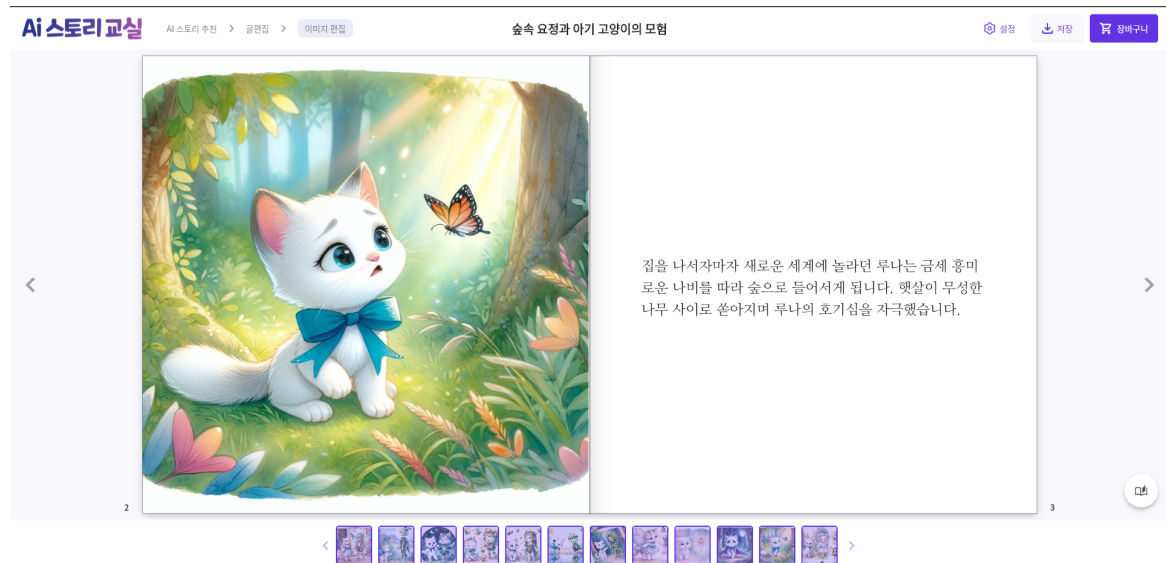 Ai 스토리 교실
AI 스토리 추천 > 글편집 > 이미지 편집
숲속 요정과 아기 고양이의 모험
설정
저장
장바구니
집을 나서자마자 새로운 세계에 놀라던 루나는 금세 흥미
로운 나비를 따라 숲으로 들어서게 됩니다. 햇살이 무성한
나무 사이로 쏟아지며 루나의 호기심을 자극했습니다.
2
3